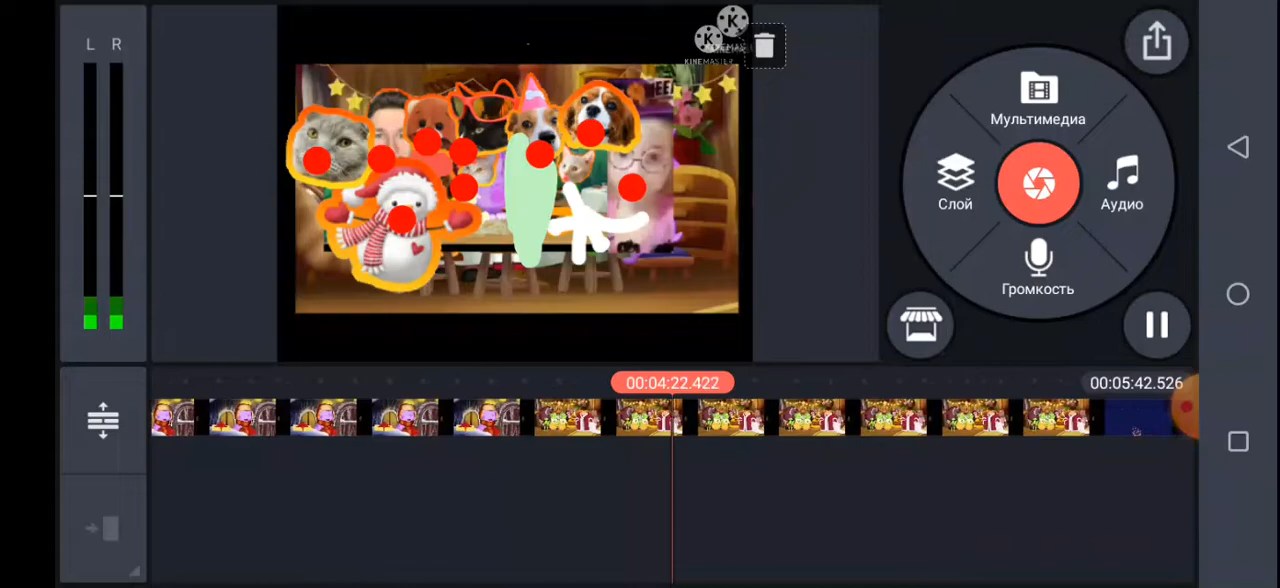 L R
KINEMASTER
Мультимедиа
Слой
Аудио
Громкость
00:04:22.422
00:05:42.526